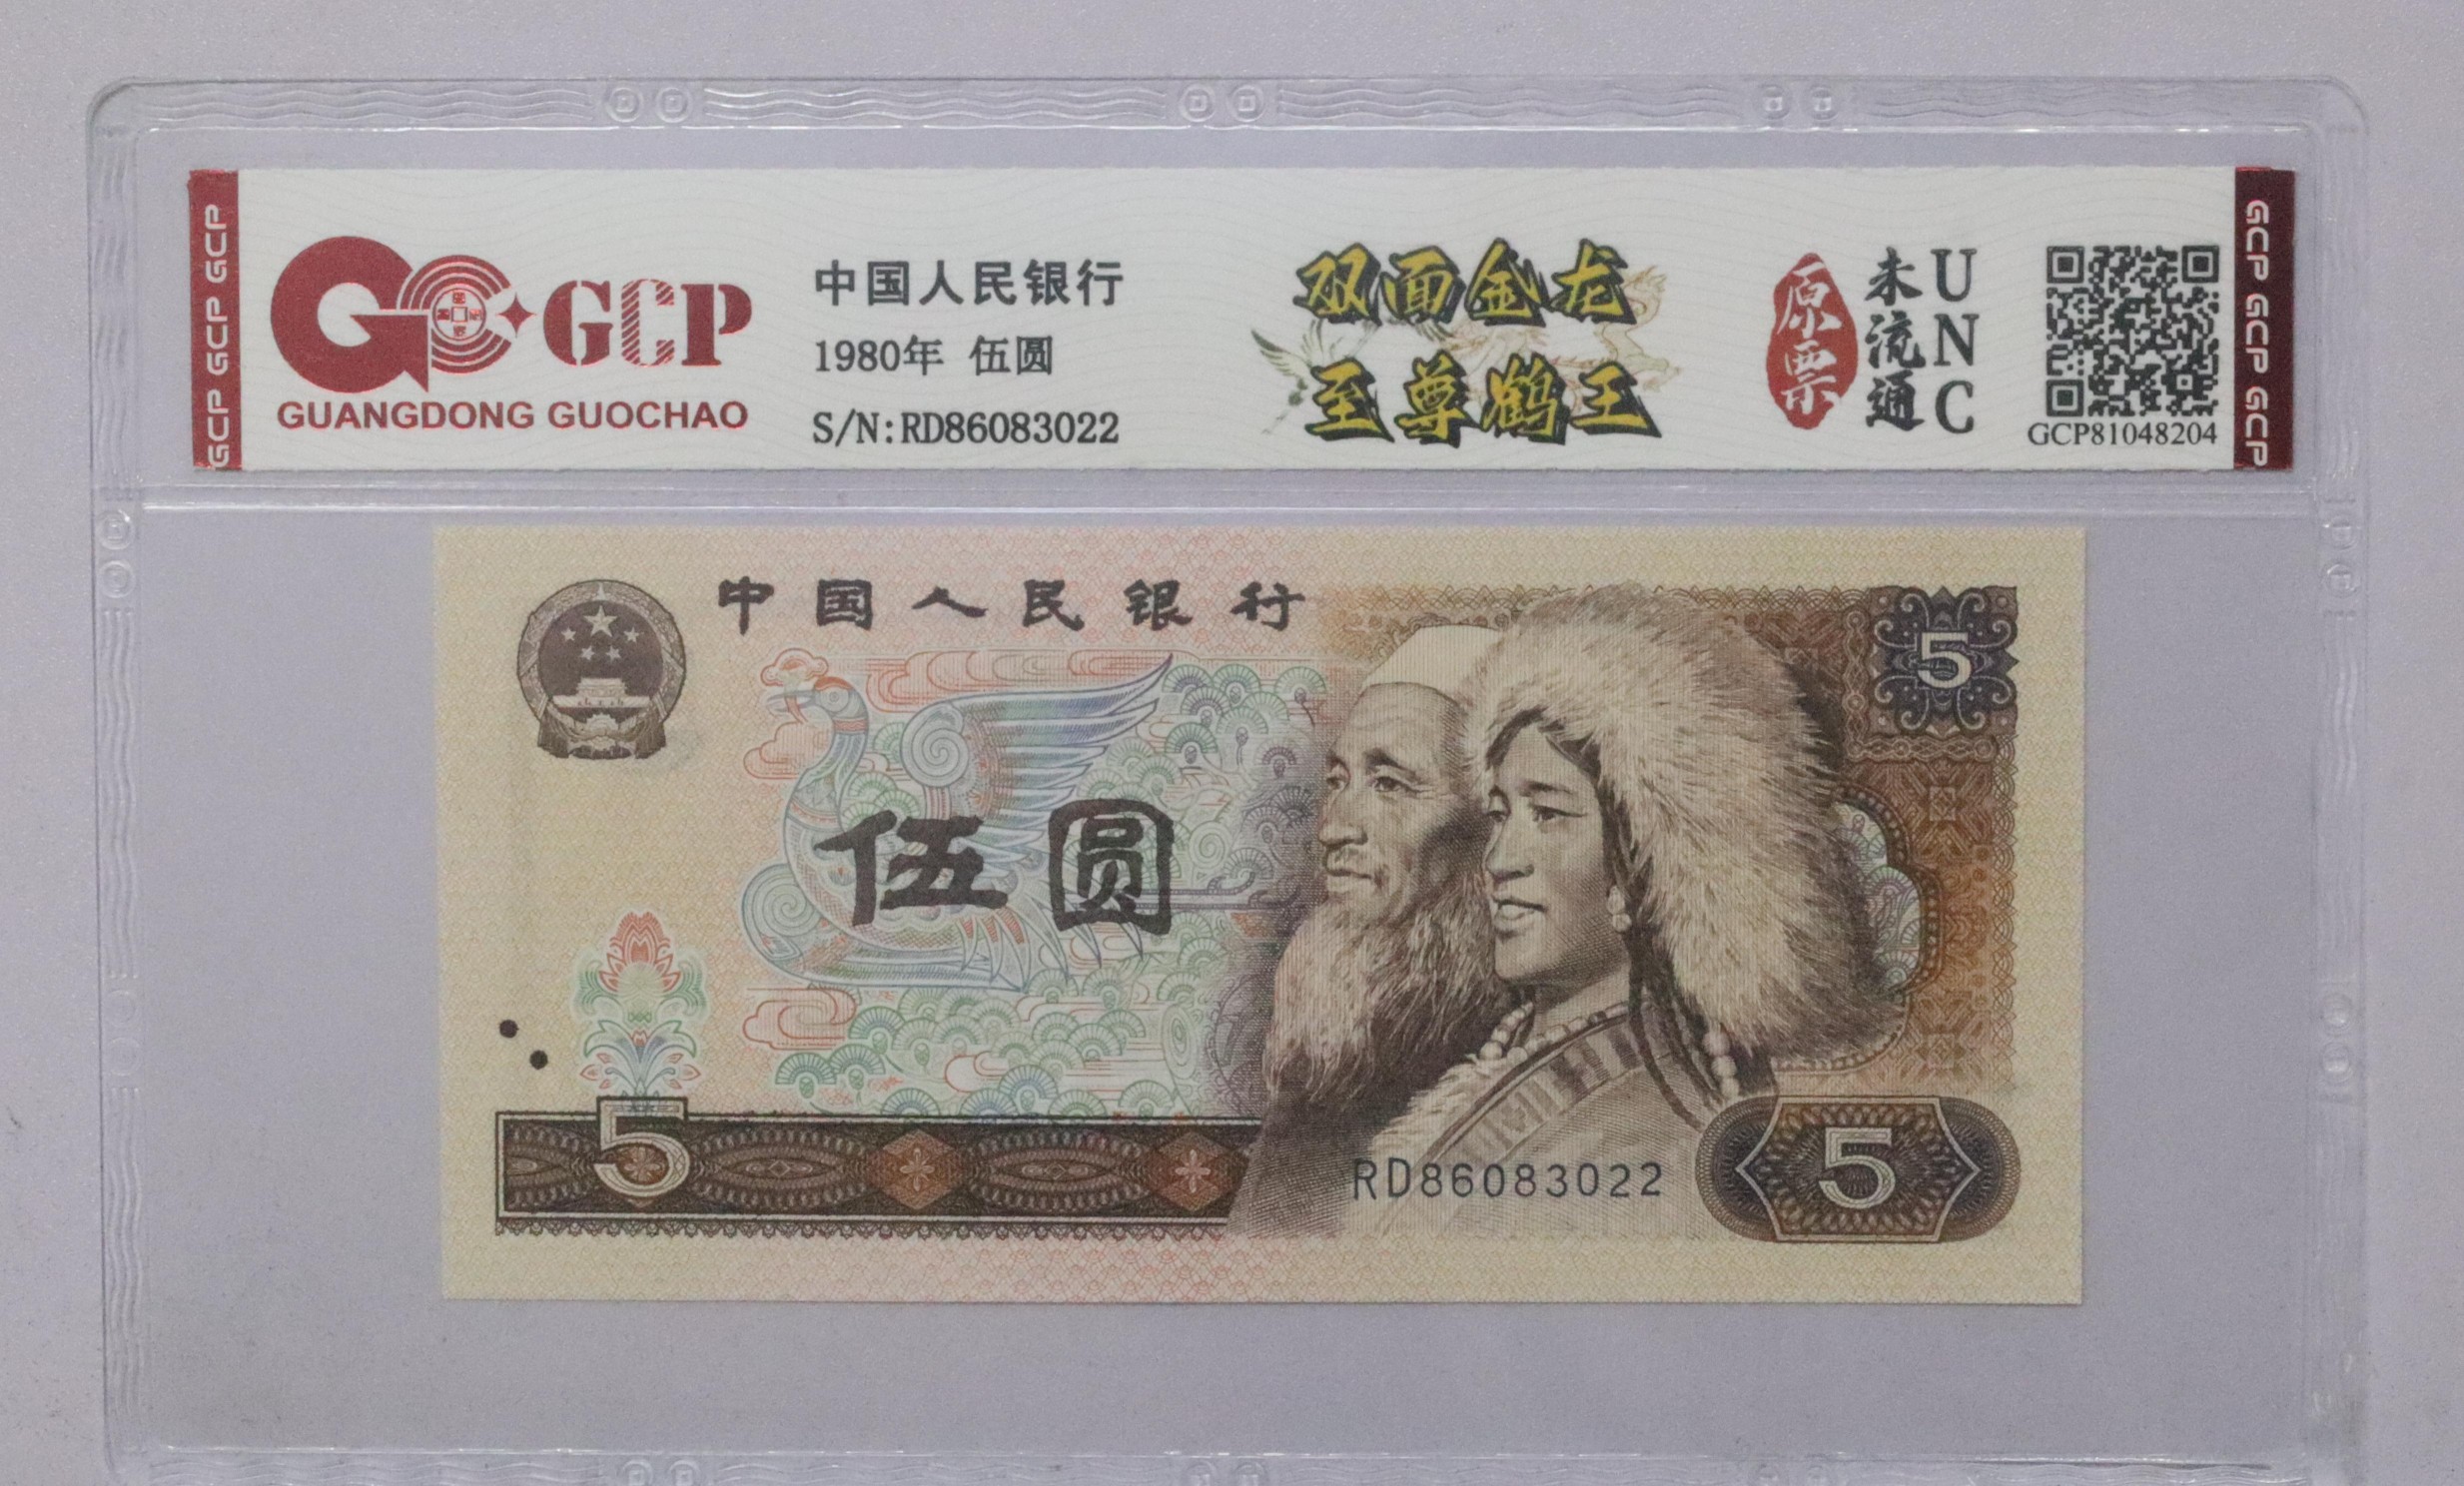 GCP GCP GCP
GCP
GUANGDONG GUOCHAO
中国人民银行
1980年 伍圆
S/N:RD86083022
双面金龙
至尊鹤王
原票
未流通
UNC
GCP81048204
GCP GCP GCP
中国人民银行
5
伍圆
5
RD86083022
5